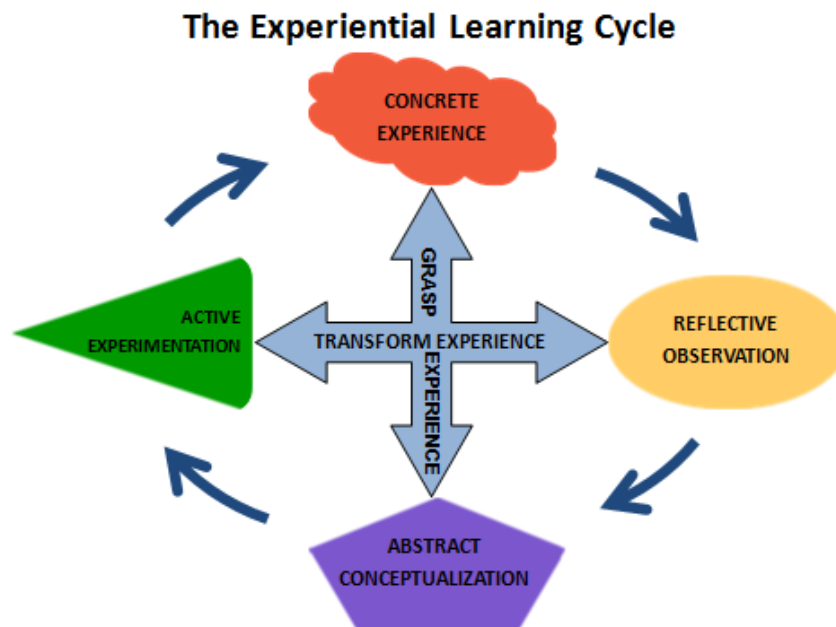 The Experiential Learning Cycle
CONCRETE
EXPERIENCE
GRASP
EXPERIENCE
TRANSFORM EXPERIENCE
ACTIVE
EXPERIMENTATION
REFLECTIVE
OBSERVATION
ABSTRACT
CONCEPTUALIZATION